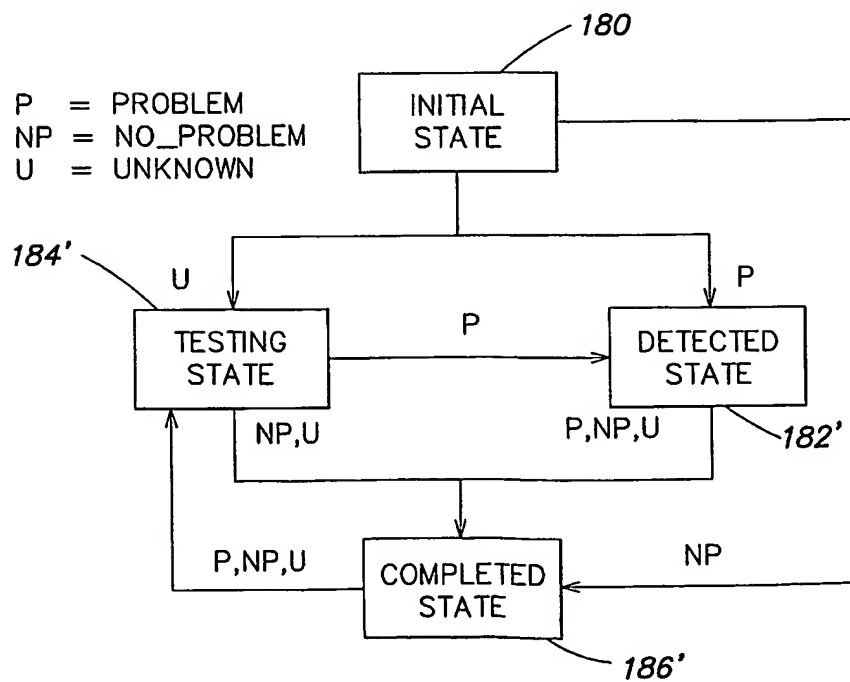 180
INITIAL
STATE
P = PROBLEM
NP = NO_PROBLEM
U = UNKNOWN
184'
U
P
TESTING
STATE
P
DETECTED
STATE
NP,U
P,NP,U
182'
P,NP,U
COMPLETED
STATE
NP
186'